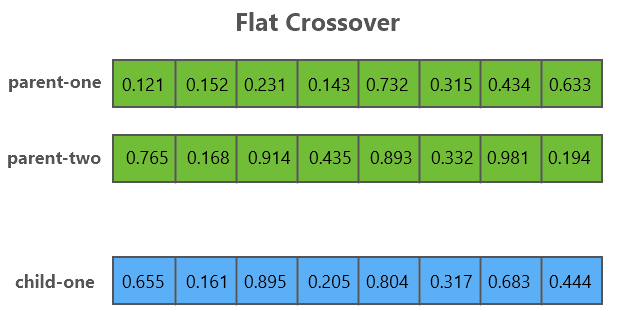 Flat Crossover
parent-one 0.121 0.152 0.231 0.143 0.732 0.315 0.434 0.633
parent-two 0.765 0.168 0.914 0.435 0.893 0.332 0.981 0.194
child-one 0.655 0.161 0.895 0.205 0.804 0.317 0.683 0.444